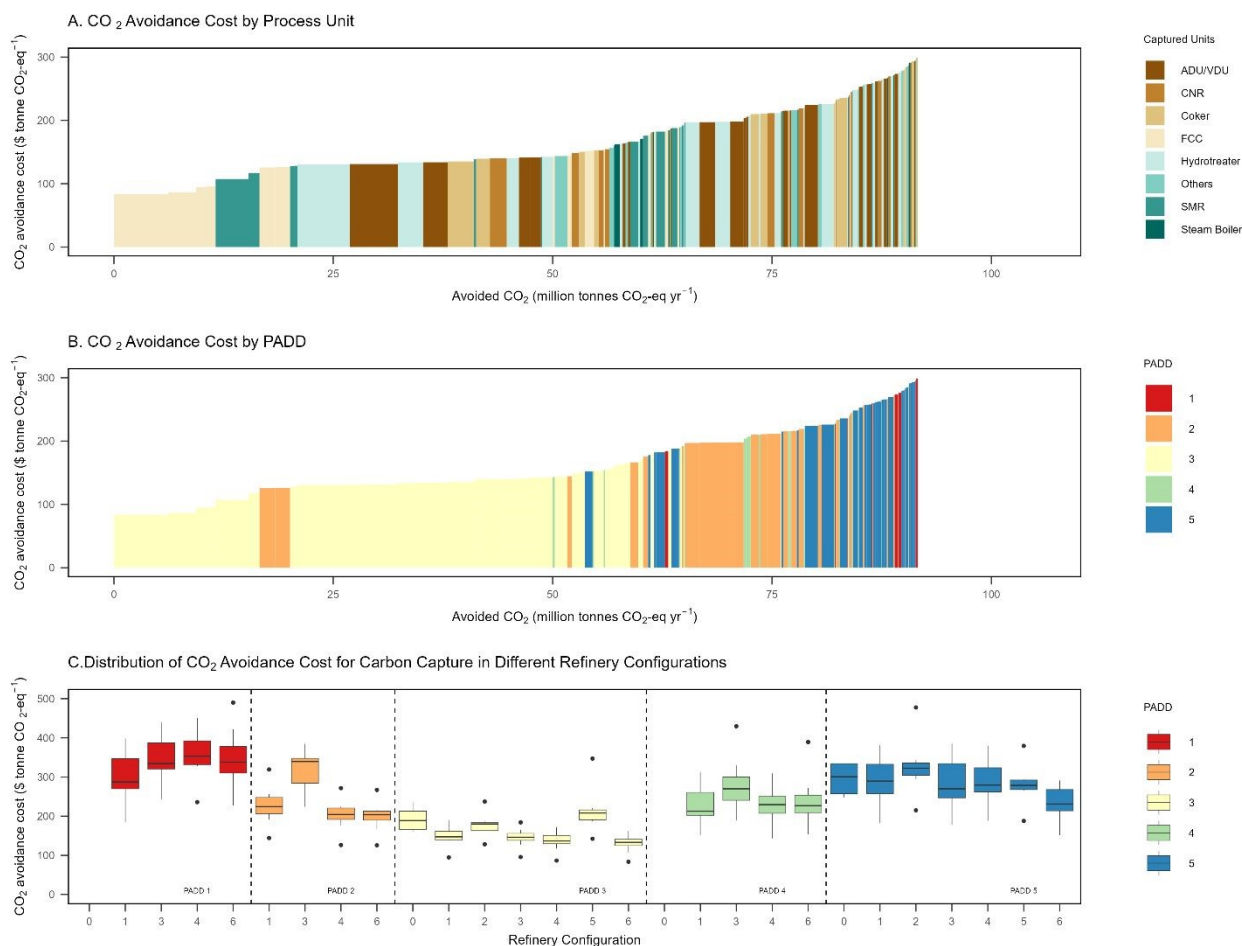 A. CO 2 Avoidance Cost by Process Unit
CO2 avoidance cost ($ tonne CO2-eq−1)
300
200
100
0
0
25
50
75
100
Avoided CO2 (million tonnes CO2-eq yr−1)
Captured Units
ADU/VDU
CNR
Coker
FCC
Hydrotreater
Others
SMR
Steam Boiler
B. CO 2 Avoidance Cost by PADD
CO2 avoidance cost ($ tonne CO2-eq−1)
300
200
100
0
0
25
50
75
100
Avoided CO2 (million tonnes CO2-eq yr−1)
PADD
1
2
3
4
5
C.Distribution of CO2 Avoidance Cost for Carbon Capture in Different Refinery Configurations
CO2 avoidance cost ($ tonne CO 2-eq−1)
500
400
300
200
100
0
PADD 1
PADD 2
PADD 3
PADD 4
PADD 5
0 1 3 4 6 1 3 4 6 0 1 2 3 4 5 6 0 1 3 4 6 0 1 2 3 4 5 6
Refinery Configuration
PADD
1
2
3
4
5